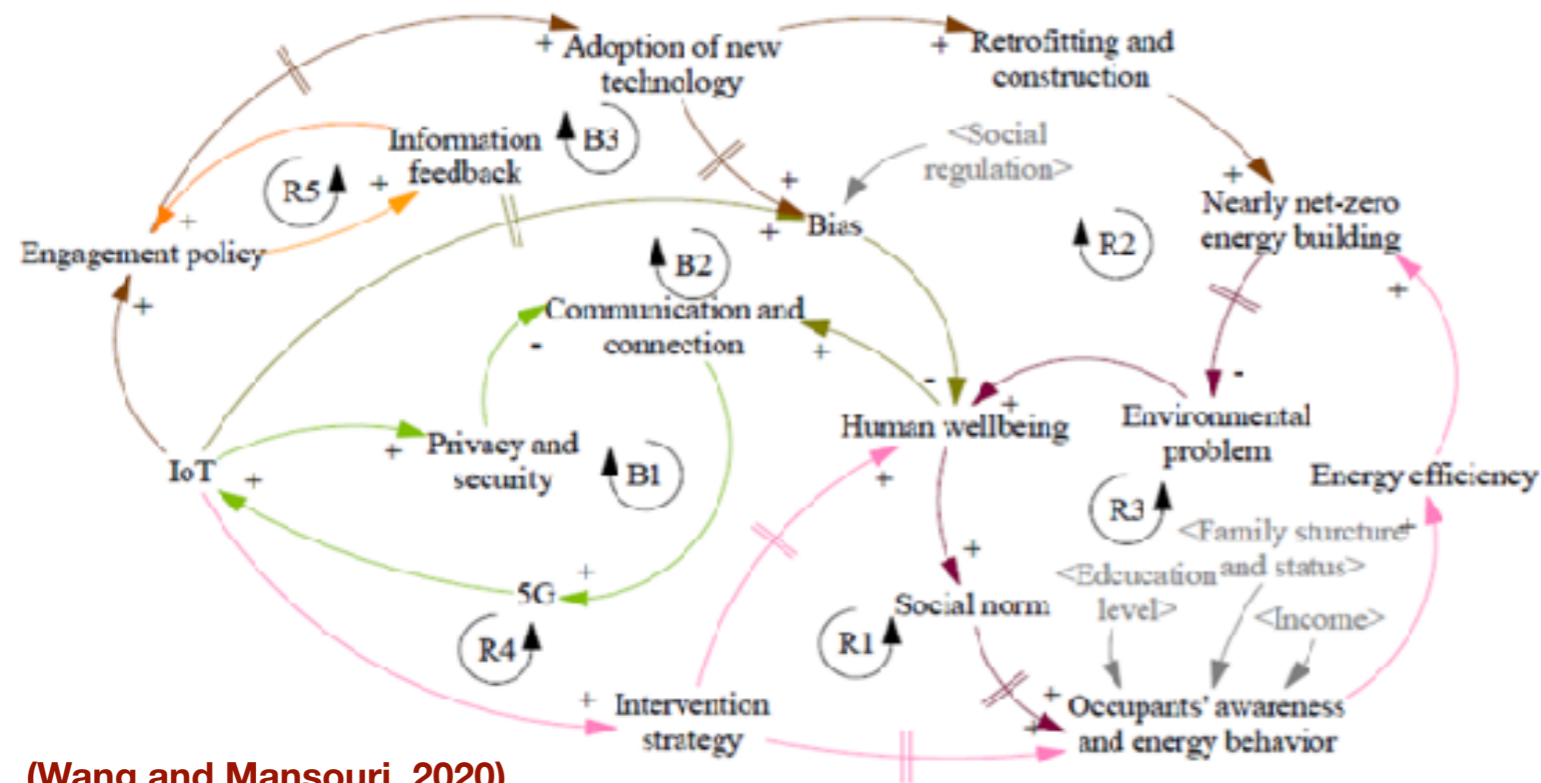 Adoption of new
technology
Retrofitting and
construction
Information
feedback
B3
<Social
regulation>
R5
Nearly net-zero
energy building
Engagement policy
Bias
R2
B2
Communication and
connection
Human wellbeing
Environmental
problem
IoT
Privacy and
security
B1
Energy efficiency
R3
<Family sturcture
and status>
<Edcucation
level>
5G
Social norm
<Income>
R4
R1
Intervention
strategy
Occupants' awareness
and energy behavior
(Wang and Mansouri, 2020)